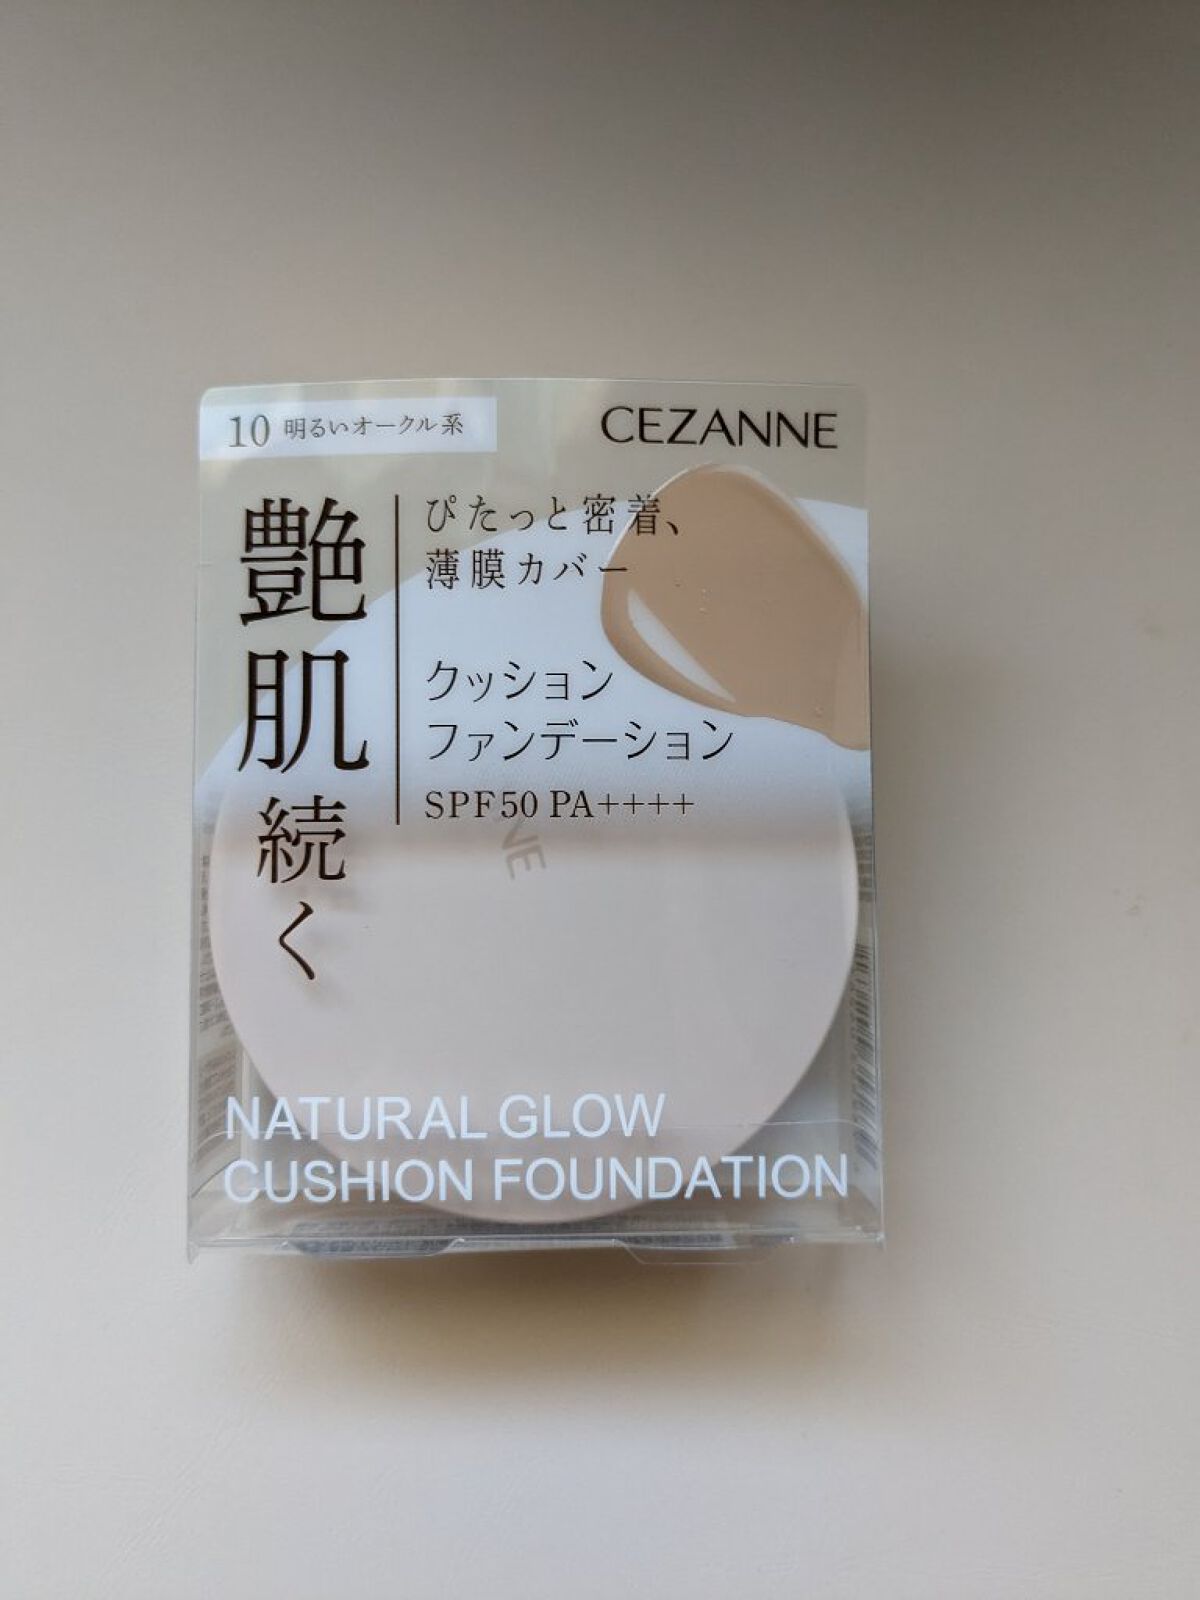 10 明るいオークル系
CEZANNE
艶肌続く
ぴたっと密着、
薄膜カバー
クッション
ファンデーション
SPF50 PA++++
NE
NATURAL GLOW
CUSHION FOUNDATION